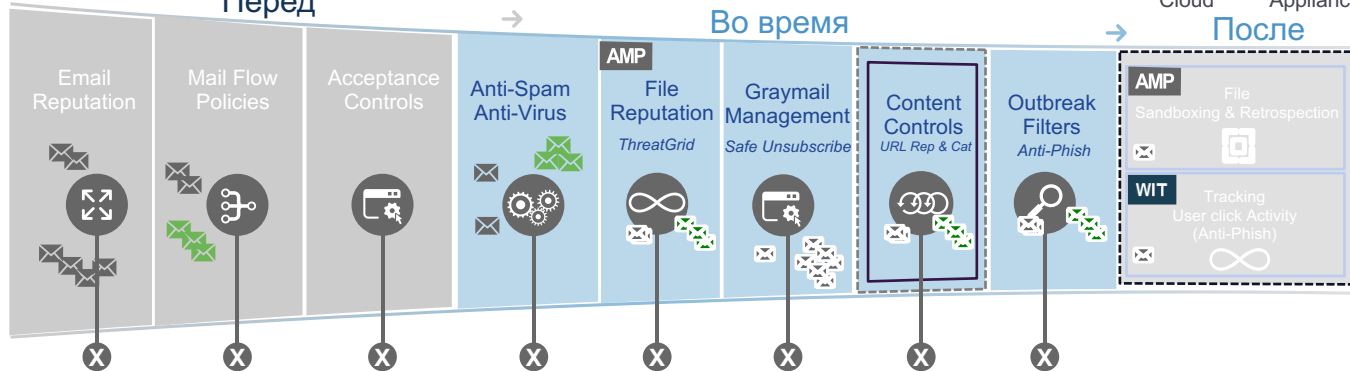 Cloud
Appliance
Перед
Во время
После
Email
Reputation
Mail Flow
Policies
Acceptance
Controls
Anti-Spam
Anti-Virus
AMP
File
Reputation
ThreatGrid
Graymail
Management
Safe Unsubscribe
Content
Controls
URL Rep & Cat
Outbreak
Filters
Anti-Phish
AMP
File
Sandboxing & Retrospection
WIT
Tracking
User click Activity
(Anti-Phish)
X
X
X
X
X
X
X
X